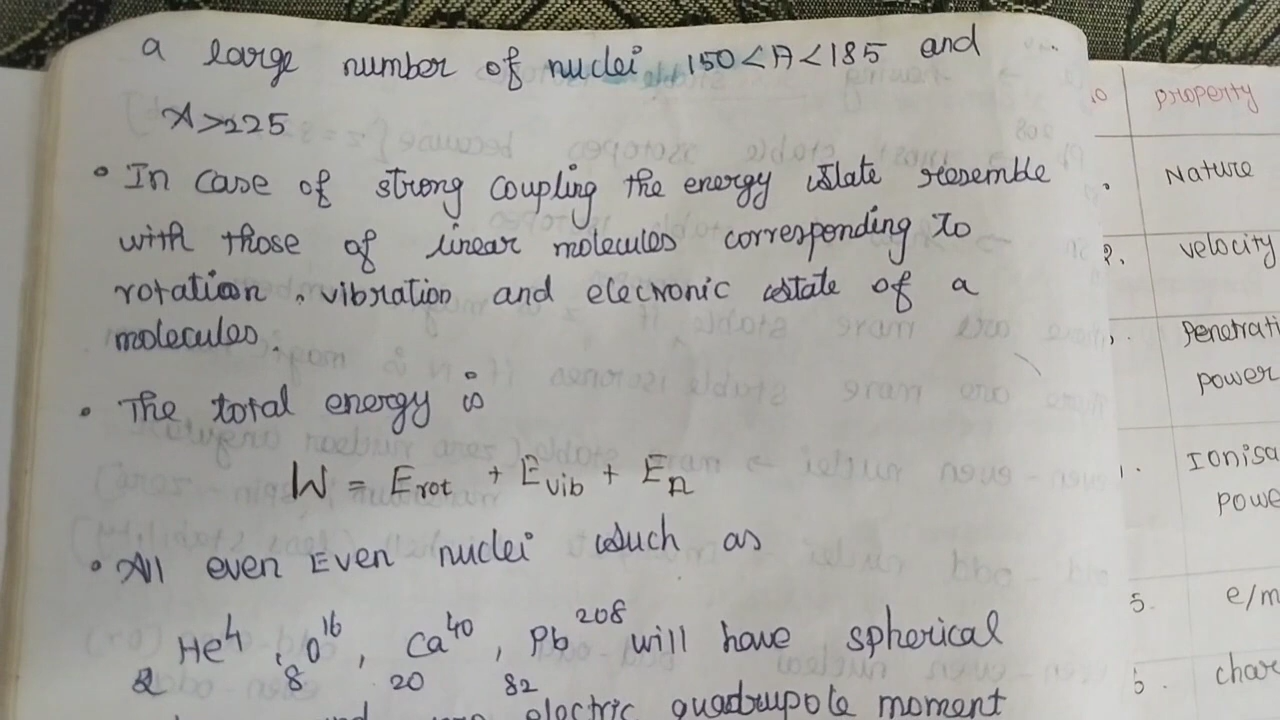 a large number of nuclei 150<A<185 and
A>225
• In case of strong coupling the energy state resemble
with those of linear molecules corresponding to
rotation, vibration and electronic state of a
molecules.
• The total energy is
W = Erot + Evib + En
• All even Even nuclei such as
₂He⁴, ₈O¹⁶, ₂₀Ca⁴⁰, ₈₂Pb²⁰⁸ will have spherical
electric quadrupole moment
property
Nature
2. velocity
penetrati
power
Ionisa
powe
5. e/m
char